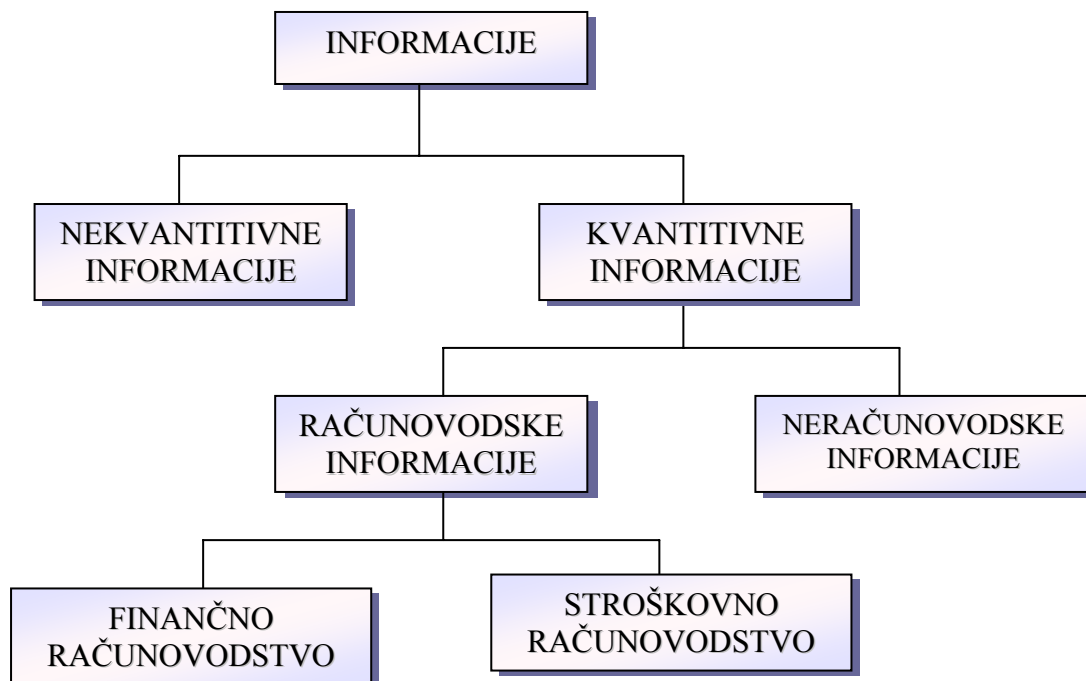 INFORMACIJE
NEKVANTITIVNE
INFORMACIJE
KVANTITIVNE
INFORMACIJE
RAČUNOVODSKE
INFORMACIJE
NERAČUNOVODSKE
INFORMACIJE
FINANČNO
RAČUNOVODSTVO
STROŠKOVNO
RAČUNOVODSTVO